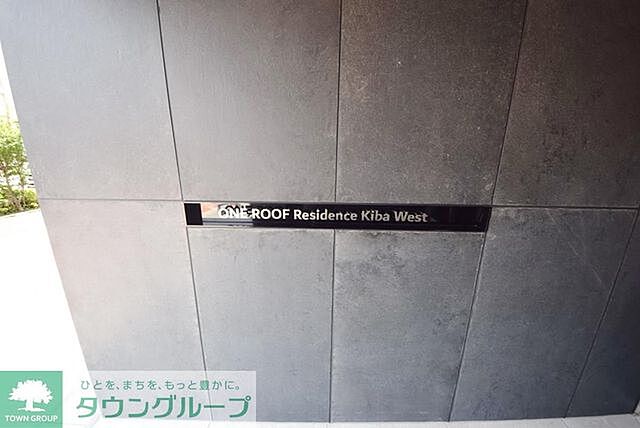 ONE ROOF Residence Kiba West
ひとを、まちを、もっと豊かに。
タウングループ
TOWN GROUP